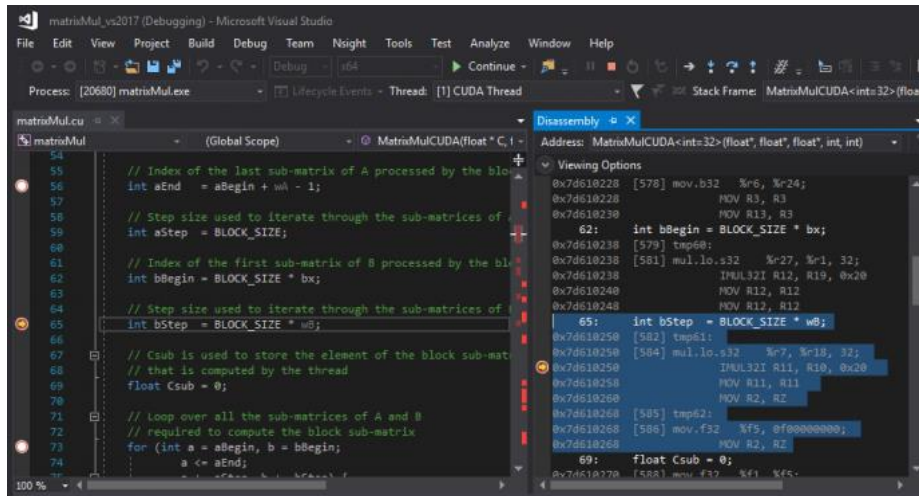 matrixMul_vs2017 (Debugging) - Microsoft Visual Studio
File Edit View Project Build Debug Team Nsight Tools Test Analyze Window Help
Debug x64 Continue
Process: [20680] matrixMul.exe Lifecycle Events Thread: [1] CUDA Thread Stack Frame: MatrixMulCUDA<int=32>(floa
matrixMul.cu
matrixMul (Global Scope) MatrixMulCUDA(float * C, f
54
55 // Index of the last sub-matrix of A processed by the blo
56 int aEnd = aBegin + wA - 1;
57
58 // Step size used to iterate through the sub-matrices of A
59 int aStep = BLOCK_SIZE;
60
61 // Index of the first sub-matrix of B processed by the bl
62 int bBegin = BLOCK_SIZE * bx;
63
64 // Step size used to iterate through the sub-matrices of
65 int bStep = BLOCK_SIZE * wB;
66
67 // Csub is used to store the element of the block sub-mat
68 // that is computed by the thread
69 float Csub = 0;
70
71 // Loop over all the sub-matrices of A and B
72 // required to compute the block sub-matrix
73 for (int a = aBegin, b = bBegin;
74 a <= aEnd;
100 %
Disassembly
Address: MatrixMulCUDA<int=32>(float*, float*, float*, int, int)
Viewing Options
0x7d610228 [578] mov.b32 %r6, %r24;
0x7d610228 MOV R3, R3
0x7d610230 MOV R13, R3
62: int bBegin = BLOCK_SIZE * bx;
0x7d610238 [579] tmp60:
0x7d610238 [581] mul.lo.s32 %r27, %r1, 32;
0x7d610238 IMUL32I R12, R19, 0x20
0x7d610240 MOV R12, R12
0x7d610248 MOV R12, R12
65: int bStep = BLOCK_SIZE * wB;
0x7d610250 [582] tmp61:
0x7d610250 [584] mul.lo.s32 %r7, %r18, 32;
0x7d610250 IMUL32I R11, R10, 0x20
0x7d610258 MOV R11, R11
0x7d610260 MOV R2, RZ
0x7d610268 [585] tmp62:
0x7d610268 [586] mov.f32 %f5, 0f00000000;
0x7d610268 MOV R2, RZ
69: float Csub = 0;
0x7d610270 [588] mov.f32 %f1, %f5;